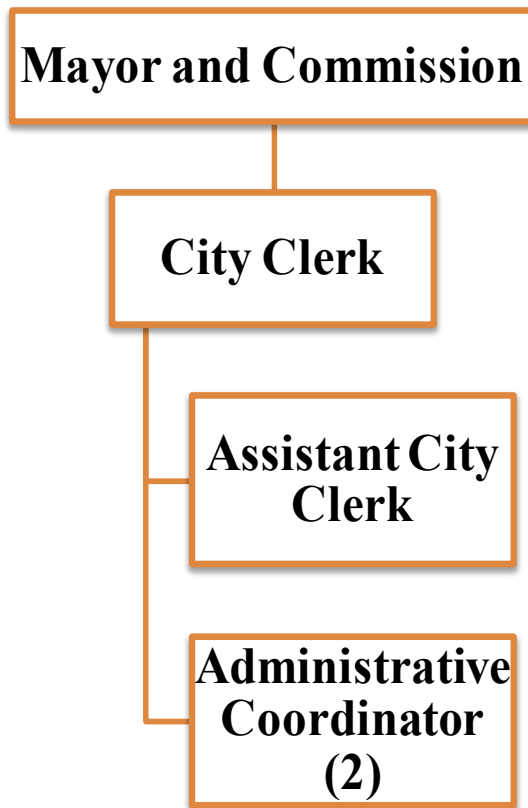 Mayor and Commission
City Clerk
Assistant City
Clerk
Administrative
Coordinator
(2)